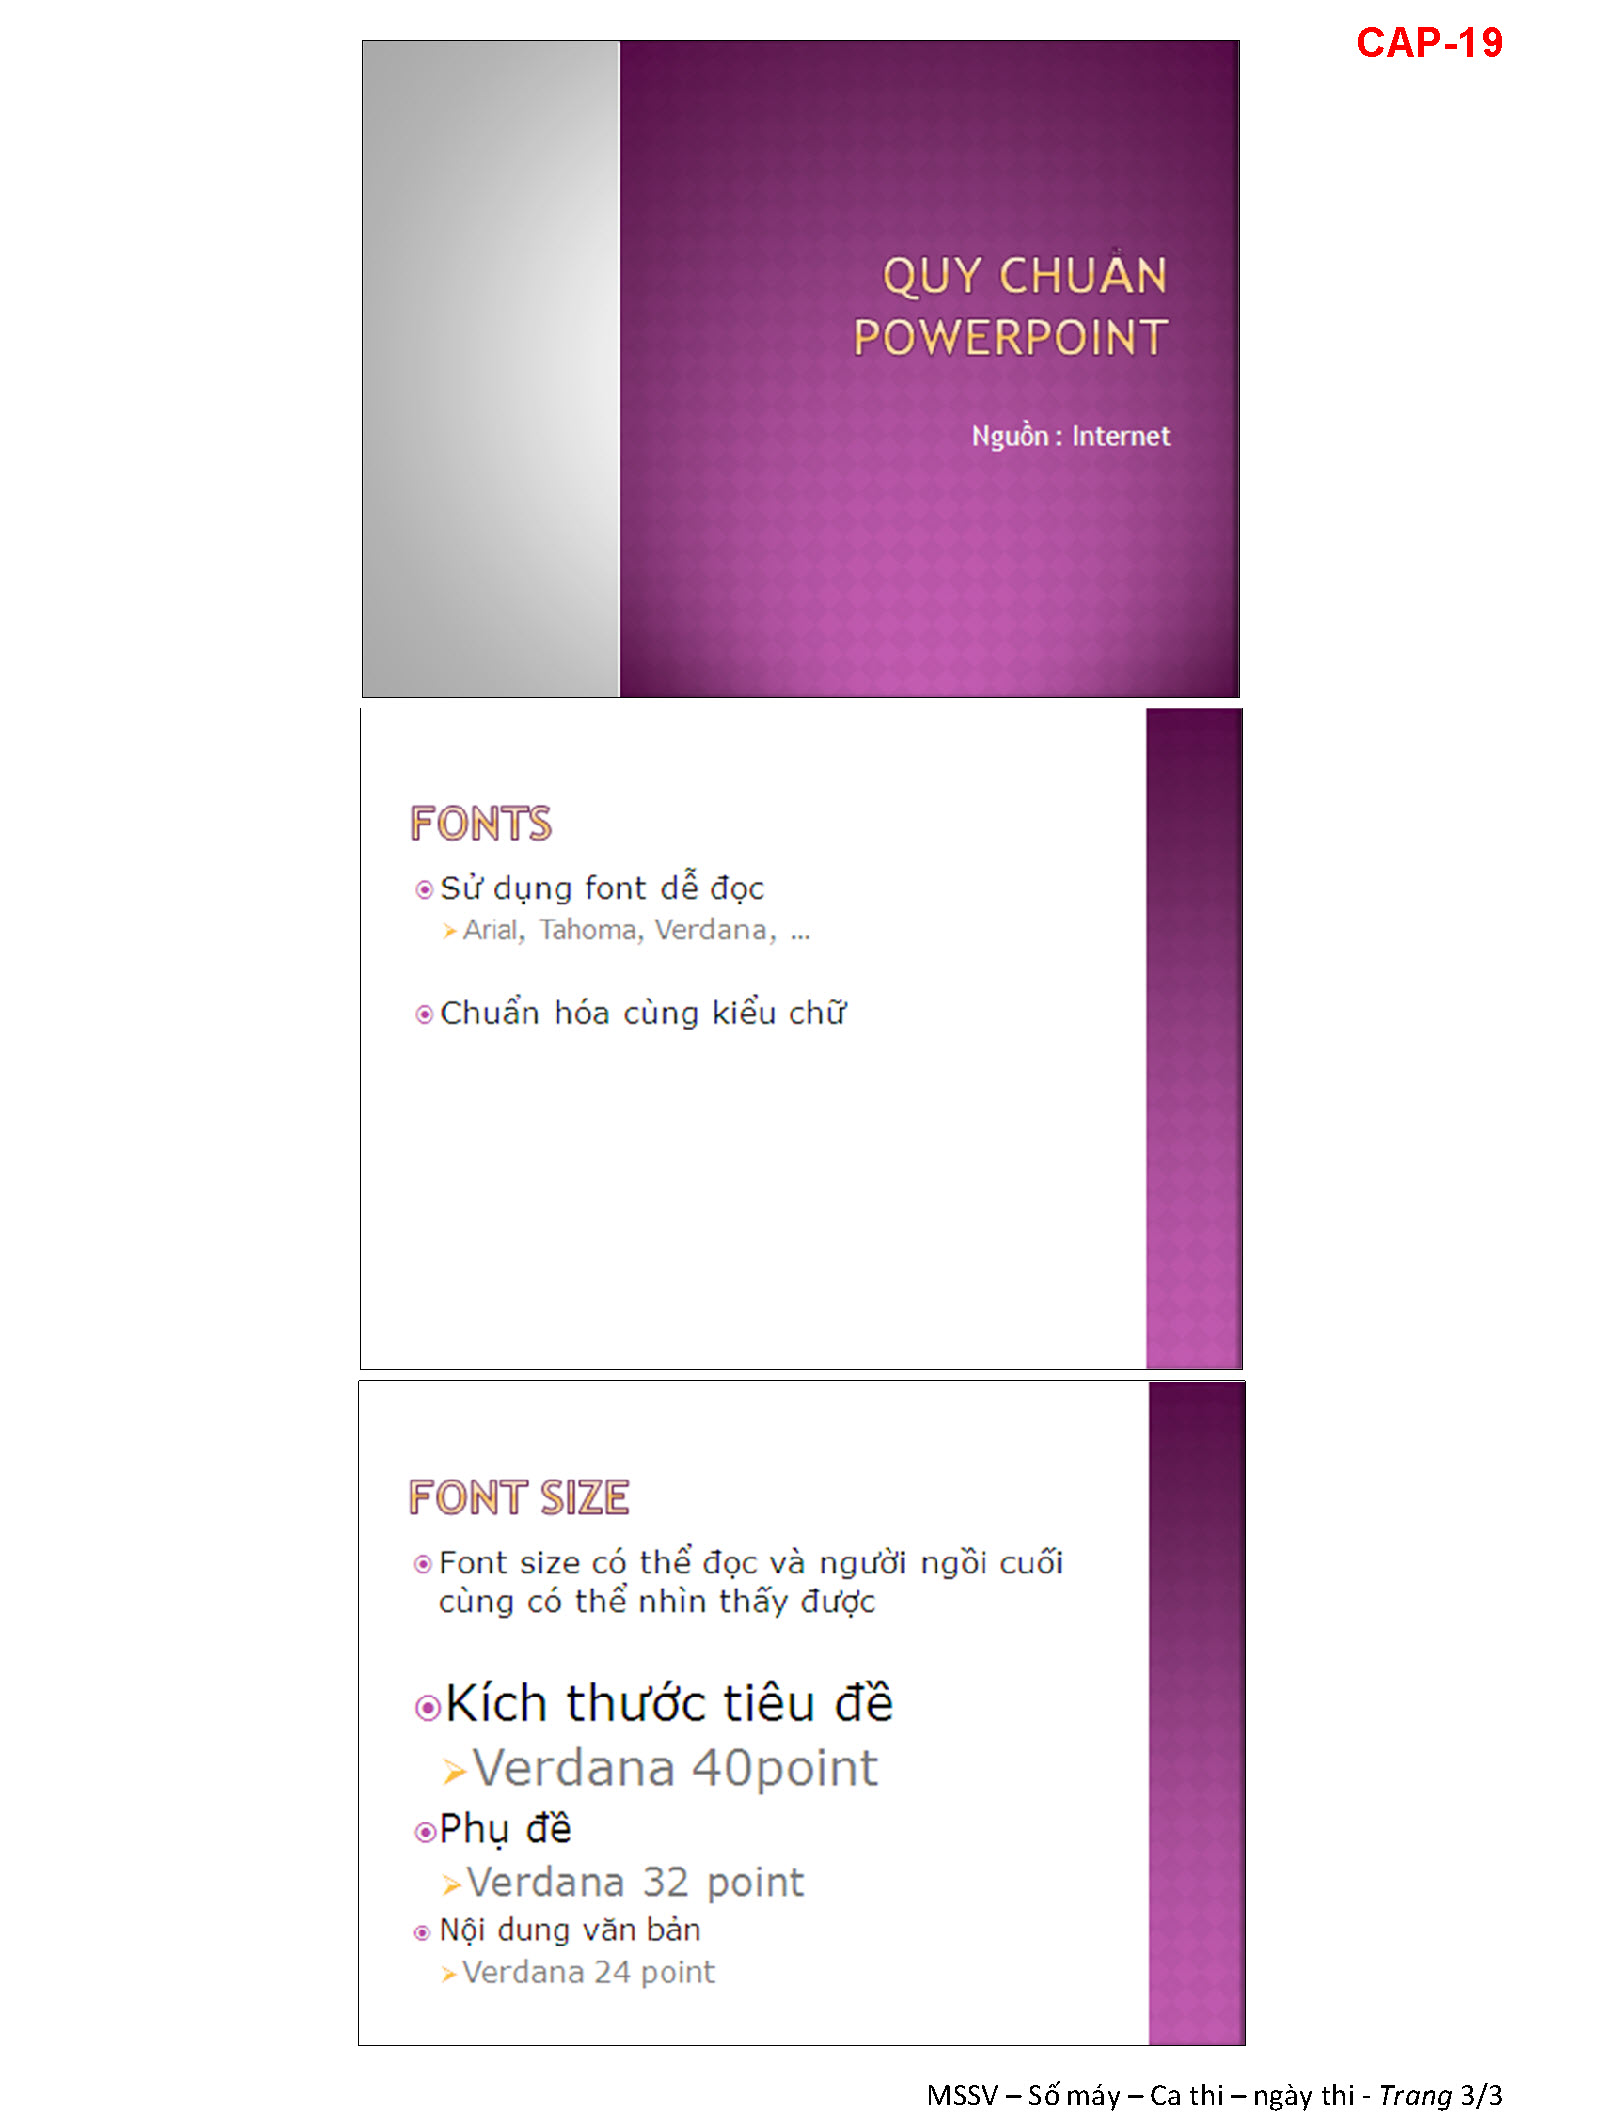 CAP-19
QUY CHUẨN
POWERPOINT
Nguồn : Internet
FONTS
Sử dụng font dễ đọc
Arial, Tahoma, Verdana, ...
Chuẩn hóa cùng kiểu chữ
FONT SIZE
Font size có thể đọc và người ngồi cuối
cùng có thể nhìn thấy được
Kích thước tiêu đề
Verdana 40point
Phụ đề
Verdana 32 point
Nội dung văn bản
Verdana 24 point
MSSV – Số máy – Ca thi – ngày thi - Trang 3/3